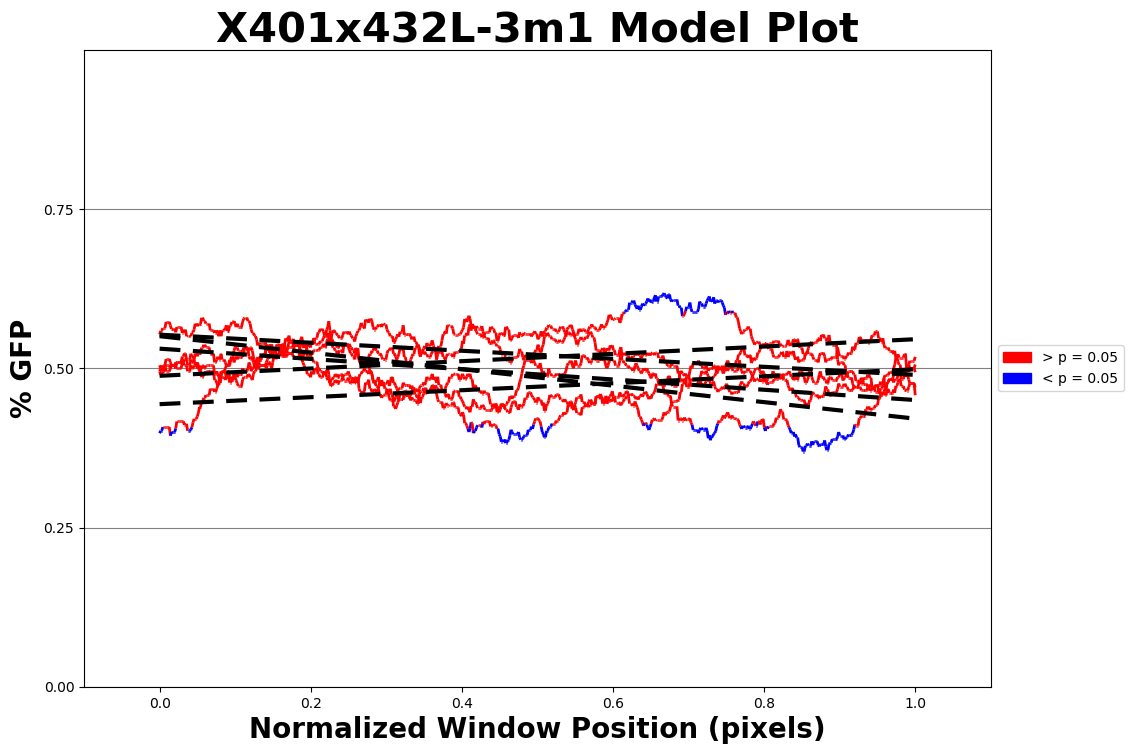 X401x432L-3m1 Model Plot
% GFP
0.75
0.50
0.25
0.00
0.0 0.2 0.4 0.6 0.8 1.0
Normalized Window Position (pixels)
> p = 0.05
< p = 0.05